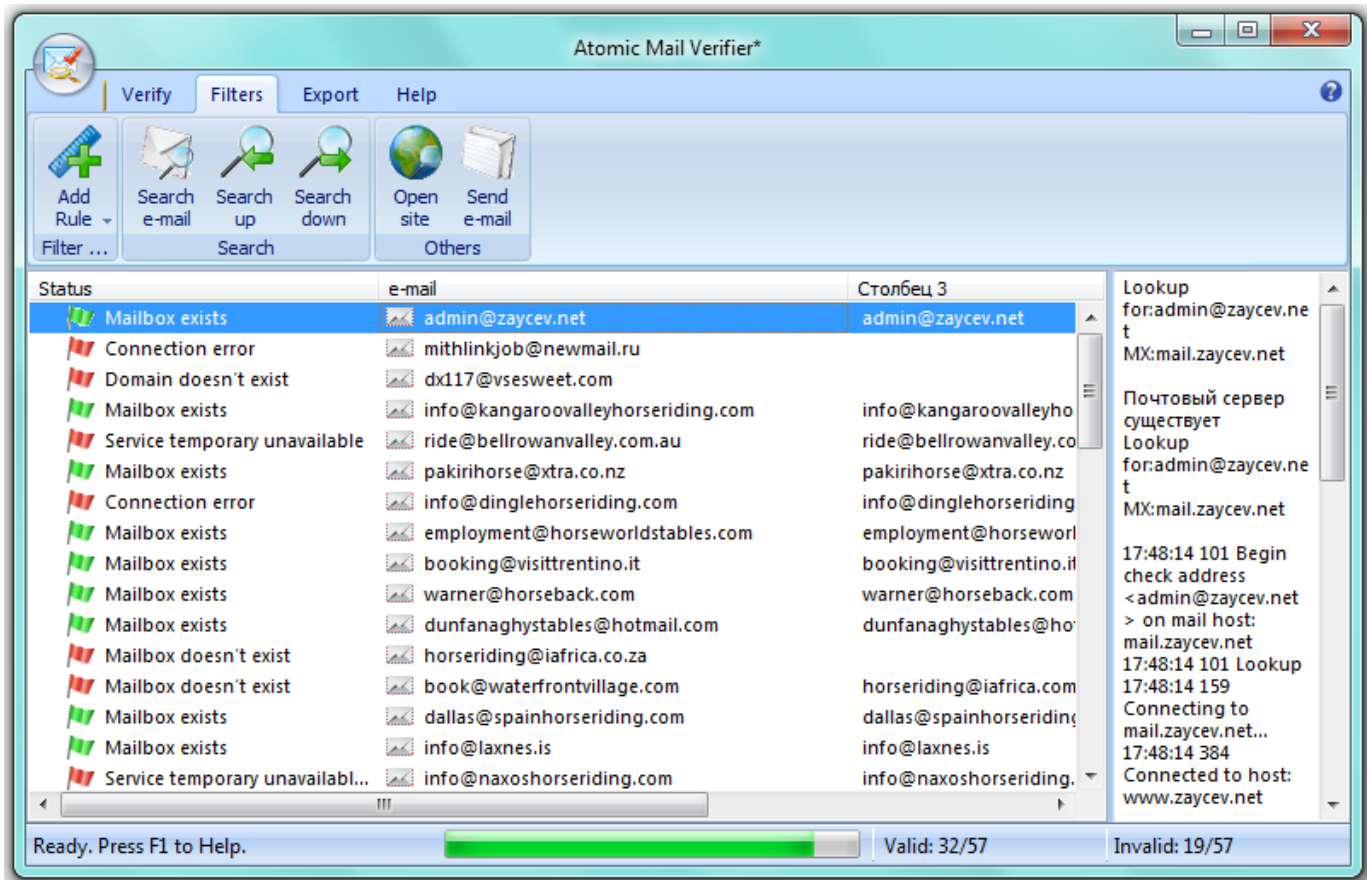 Atomic Mail Verifier*
Verify Filters Export Help
Add Rule
Search e-mail
Search up
Search down
Open site
Send e-mail
Filter ...
Search
Others
Status e-mail Столбец 3
Mailbox exists admin@zaycev.net admin@zaycev.net
Connection error mithlinkjob@newmail.ru
Domain doesn't exist dx117@vsesweet.com
Mailbox exists info@kangaroovalleyhorseriding.com info@kangaroovalleyho
Service temporary unavailable ride@bellrowanvalley.com.au ride@bellrowanvalley.co
Mailbox exists pakirihorse@xtra.co.nz pakirihorse@xtra.co.nz
Connection error info@dinglehorseriding.com info@dinglehorseriding
Mailbox exists employment@horseworldstables.com employment@horseworl
Mailbox exists booking@visittrentino.it booking@visittrentino.it
Mailbox exists warner@horseback.com warner@horseback.com
Mailbox exists dunfanaghystables@hotmail.com dunfanaghystables@ho
Mailbox doesn't exist horseriding@iafrica.co.za
Mailbox doesn't exist book@waterfrontvillage.com horseriding@iafrica.com
Mailbox exists dallas@spainhorseriding.com dallas@spainhorseriding
Mailbox exists info@laxnes.is info@laxnes.is
Service temporary unavailabl... info@naxoshorseriding.com info@naxoshorseriding.
Lookup
for:admin@zaycev.ne
t
MX:mail.zaycev.net
Почтовый сервер
существует
Lookup
for:admin@zaycev.ne
t
MX:mail.zaycev.net
17:48:14 101 Begin
check address
<admin@zaycev.net
> on mail host:
mail.zaycev.net
17:48:14 101 Lookup
17:48:14 159
Connecting to
mail.zaycev.net...
17:48:14 384
Connected to host:
www.zaycev.net
Ready. Press F1 to Help. Valid: 32/57 Invalid: 19/57